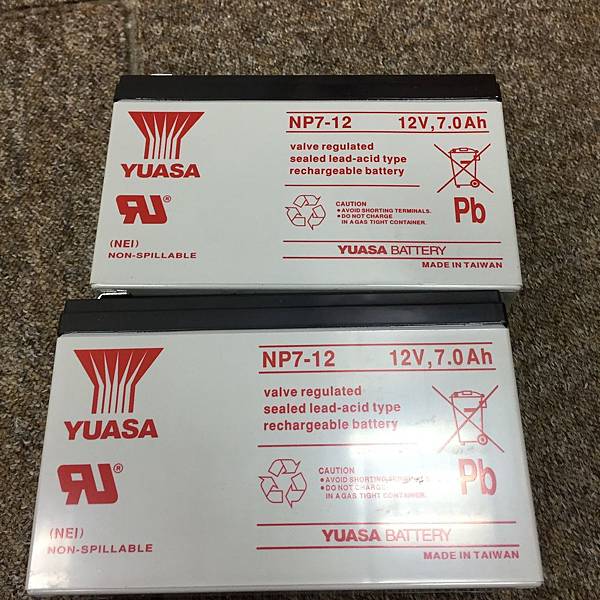 YUASA
NP7-12 12V,7.0Ah
valve regulated
sealed lead-acid type
rechargeable battery
CAUTION
• AVOID SHORTING TERMINALS.
• DO NOT CHARGE
IN A GAS TIGHT CONTAINER.
Pb
(NEI)
NON-SPILLABLE
YUASA BATTERY
MADE IN TAIWAN
YUASA
NP7-12 12V,7.0Ah
valve regulated
sealed lead-acid type
rechargeable battery
®
CAUTION
• AVOID SHORTING TERMINALS.
• DO NOT CHARGE
IN A GAS TIGHT CONTAINER.
Pb
(NEI)
NON-SPILLABLE
YUASA BATTERY
MADE IN TAIWAN